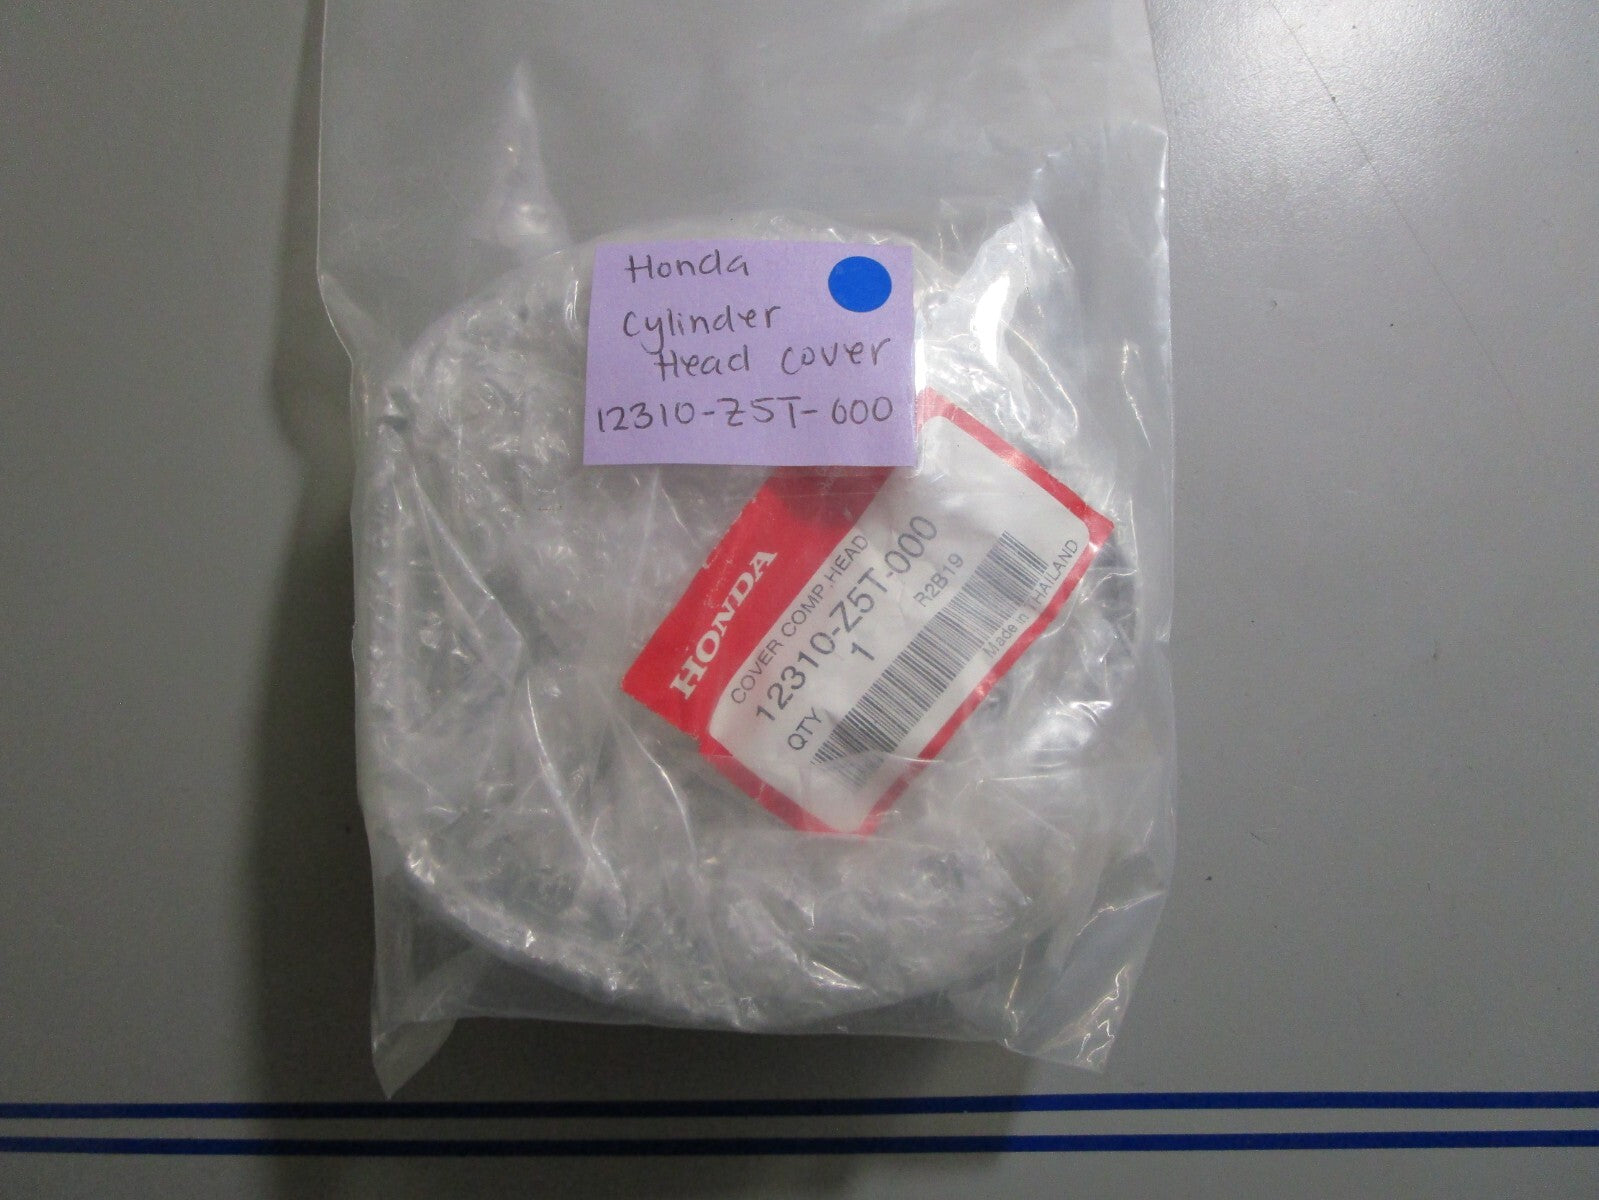 Honda
Cylinder
Head cover
12310-Z5T-000
HONDA
COVER COMP.HEAD
12310-Z5T-000
QTY 1 R2B19
Made in THAILAND